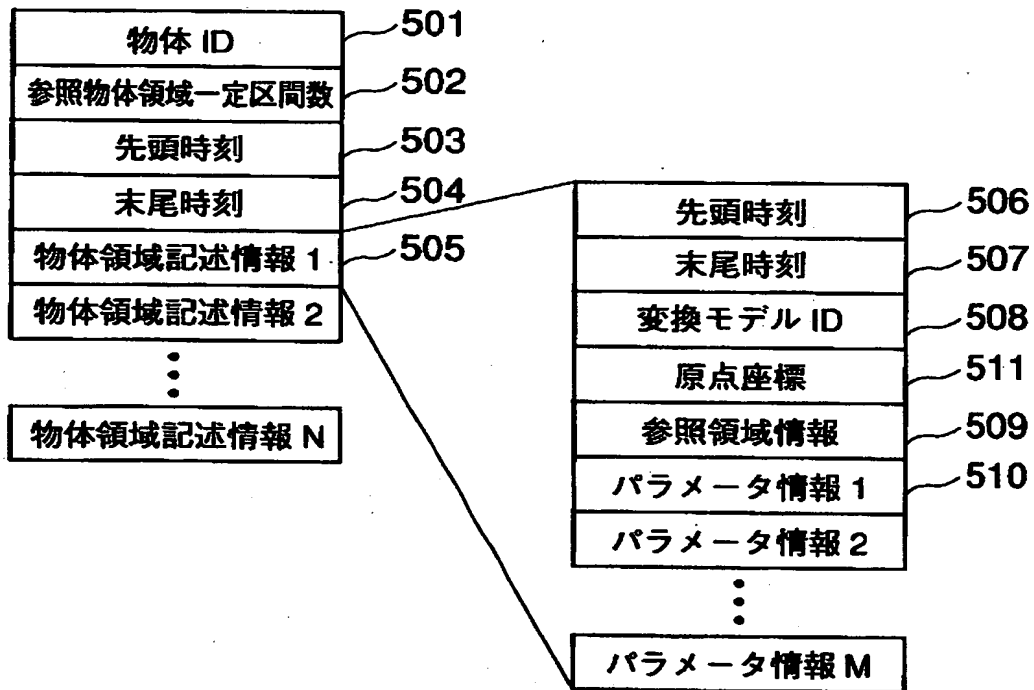 物体 ID 501
参照物体領域一定区間数 502
先頭時刻 503
末尾時刻 504
物体領域記述情報 1 505
物体領域記述情報 2
物体領域記述情報 N
先頭時刻 506
末尾時刻 507
変換モデル ID 508
原点座標 511
参照領域情報 509
パラメータ情報 1 510
パラメータ情報 2
パラメータ情報 M